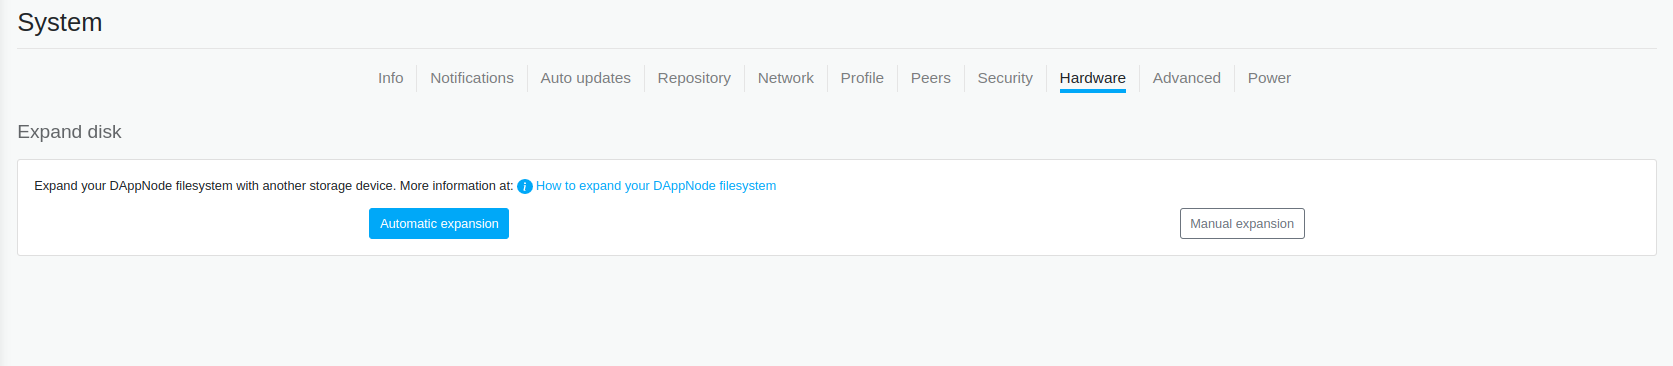 System
Info Notifications Auto updates Repository Network Profile Peers Security Hardware Advanced Power
Expand disk
Expand your DAppNode filesystem with another storage device. More information at: i How to expand your DAppNode filesystem
Automatic expansion Manual expansion